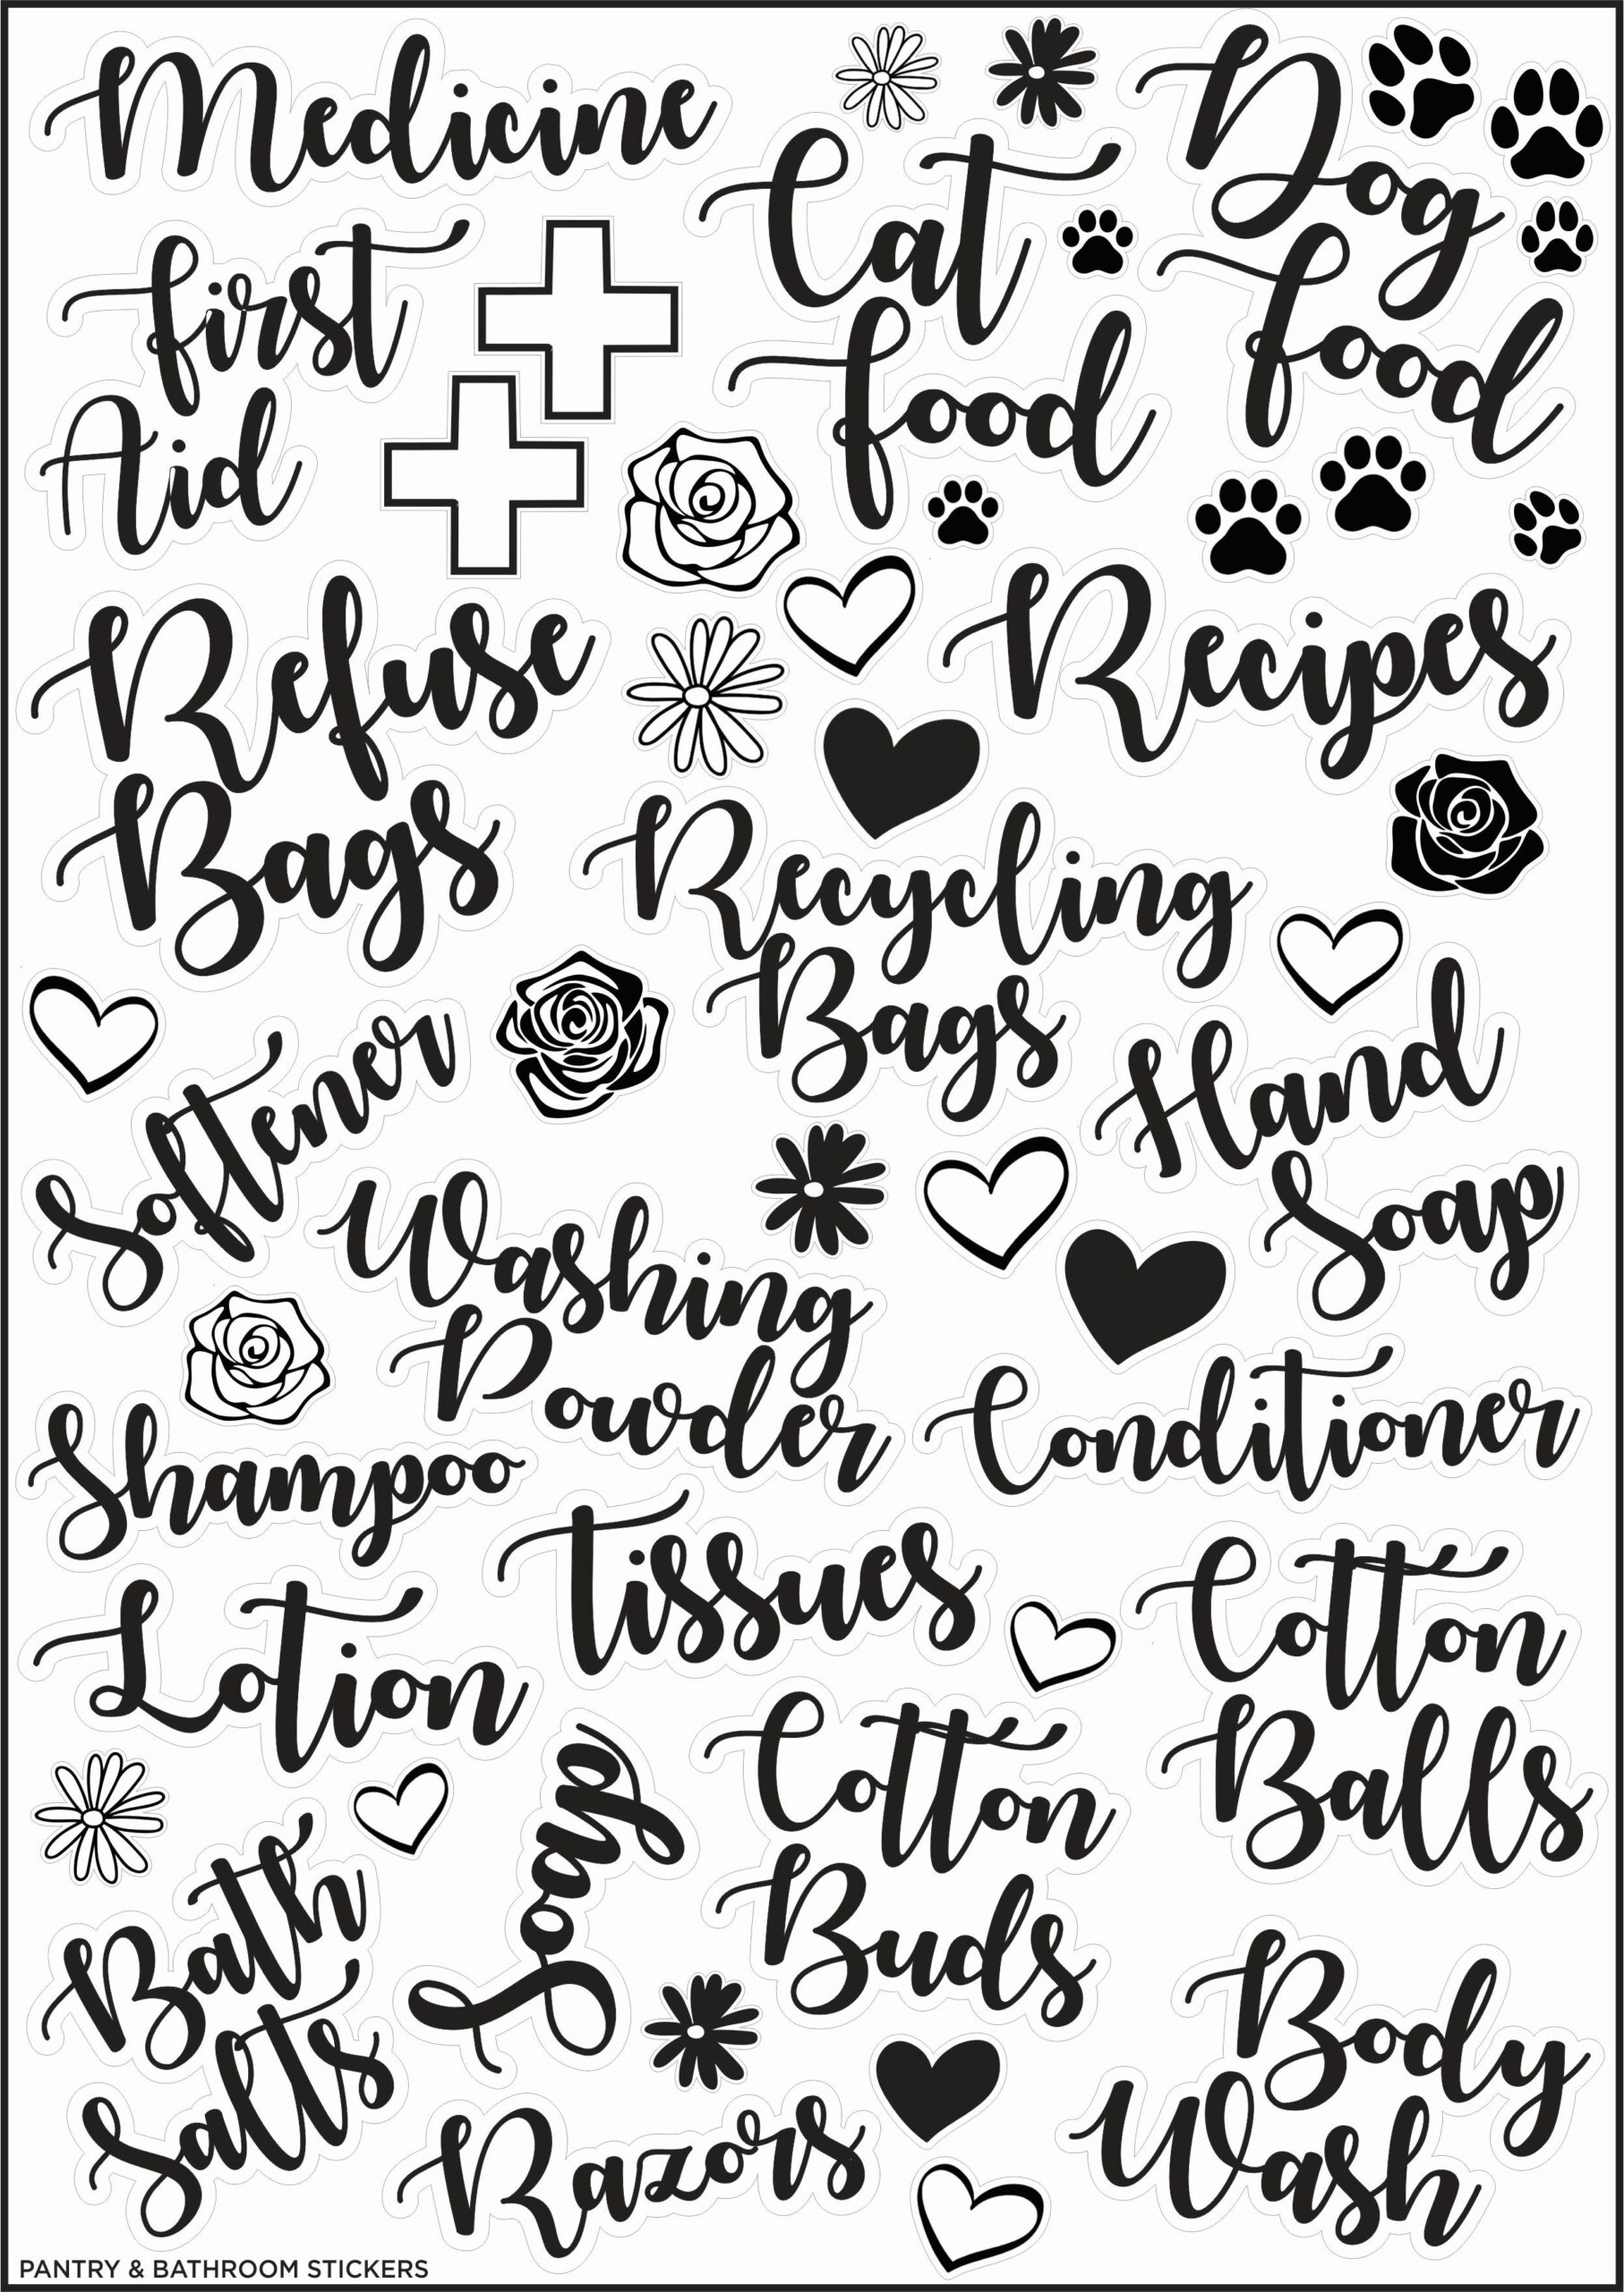 Medicine
Cat
food
Dog
food
first
Aid
Refuse
Bags
Recipes
Recycling
Bags
Softener
Hand
Soap
Washing
Powder
Shampoo
Conditioner
Tissues
Lotion
Cotton
Balls
Soap
Cotton
Buds
Bath
Salts
Razors
Body
Wash
PANTRY & BATHROOM STICKERS